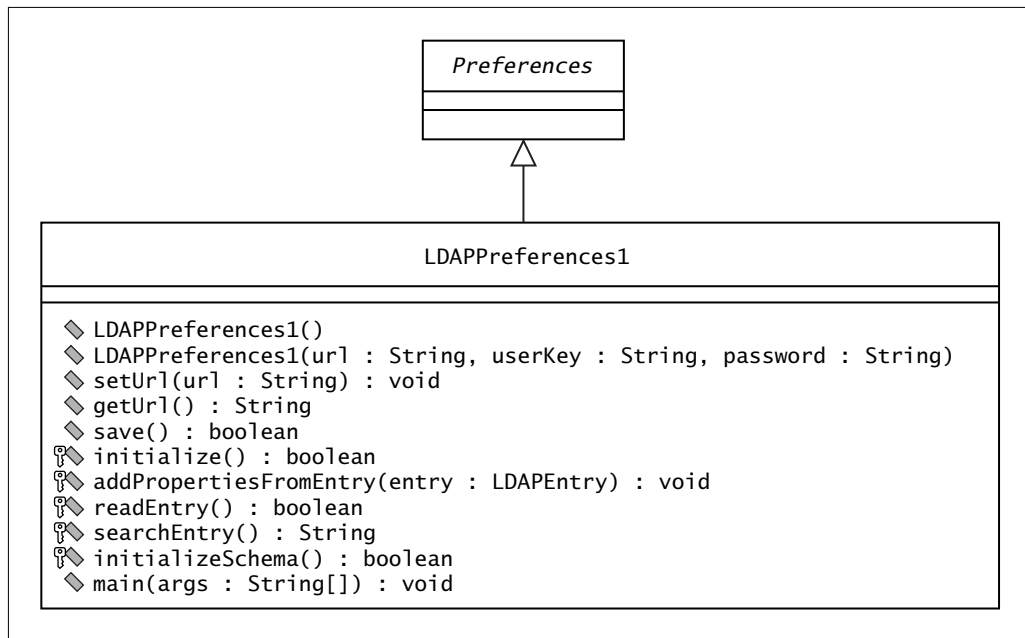 Preferences
LDAPPreferences1
LDAPPreferences1()
LDAPPreferences1(url : String, userKey : String, password : String)
setUrl(url : String) : void
getUrl() : String
save() : boolean
initialize() : boolean
addPropertiesFromEntry(entry : LDAPEntry) : void
readEntry() : boolean
searchEntry() : String
initializeSchema() : boolean
main(args : String[]) : void